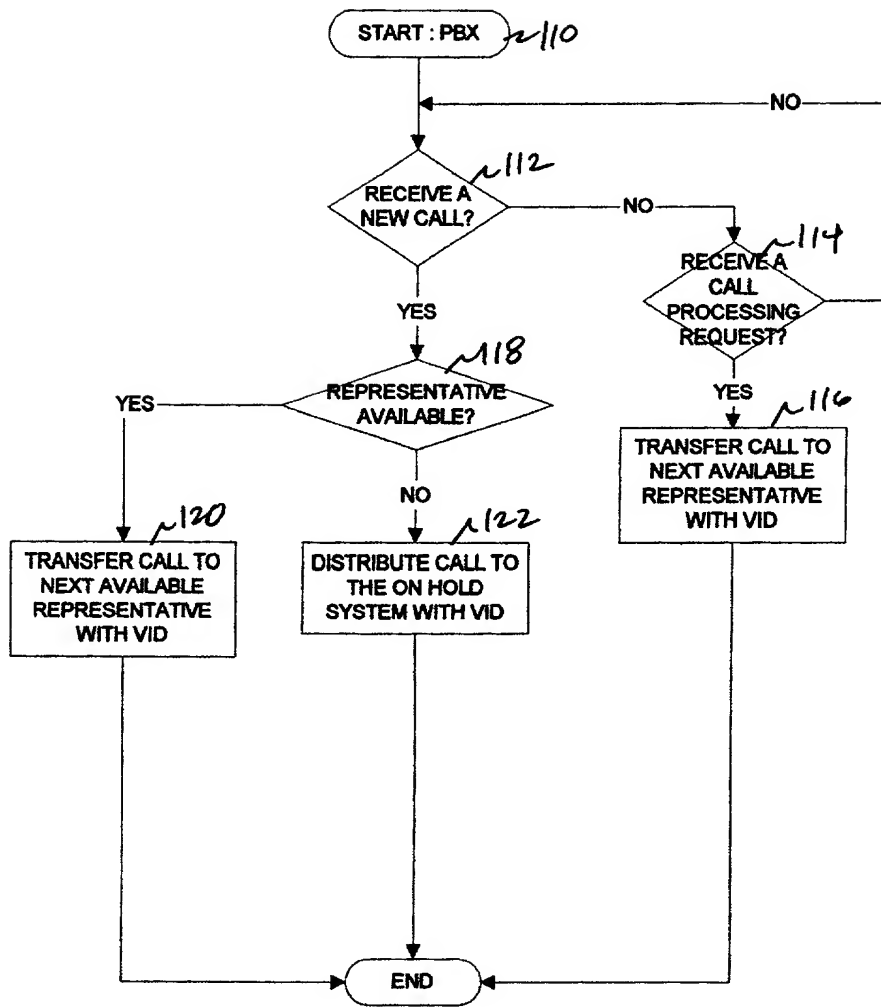 START : PBX
110
NO
112
RECEIVE A
NEW CALL?
NO
114
RECEIVE A
CALL
PROCESSING
REQUEST?
YES
118
REPRESENTATIVE
AVAILABLE?
YES
YES
116
TRANSFER CALL TO
NEXT AVAILABLE
REPRESENTATIVE
WITH VID
NO
120
TRANSFER CALL TO
NEXT AVAILABLE
REPRESENTATIVE
WITH VID
122
DISTRIBUTE CALL TO
THE ON HOLD
SYSTEM WITH VID
END